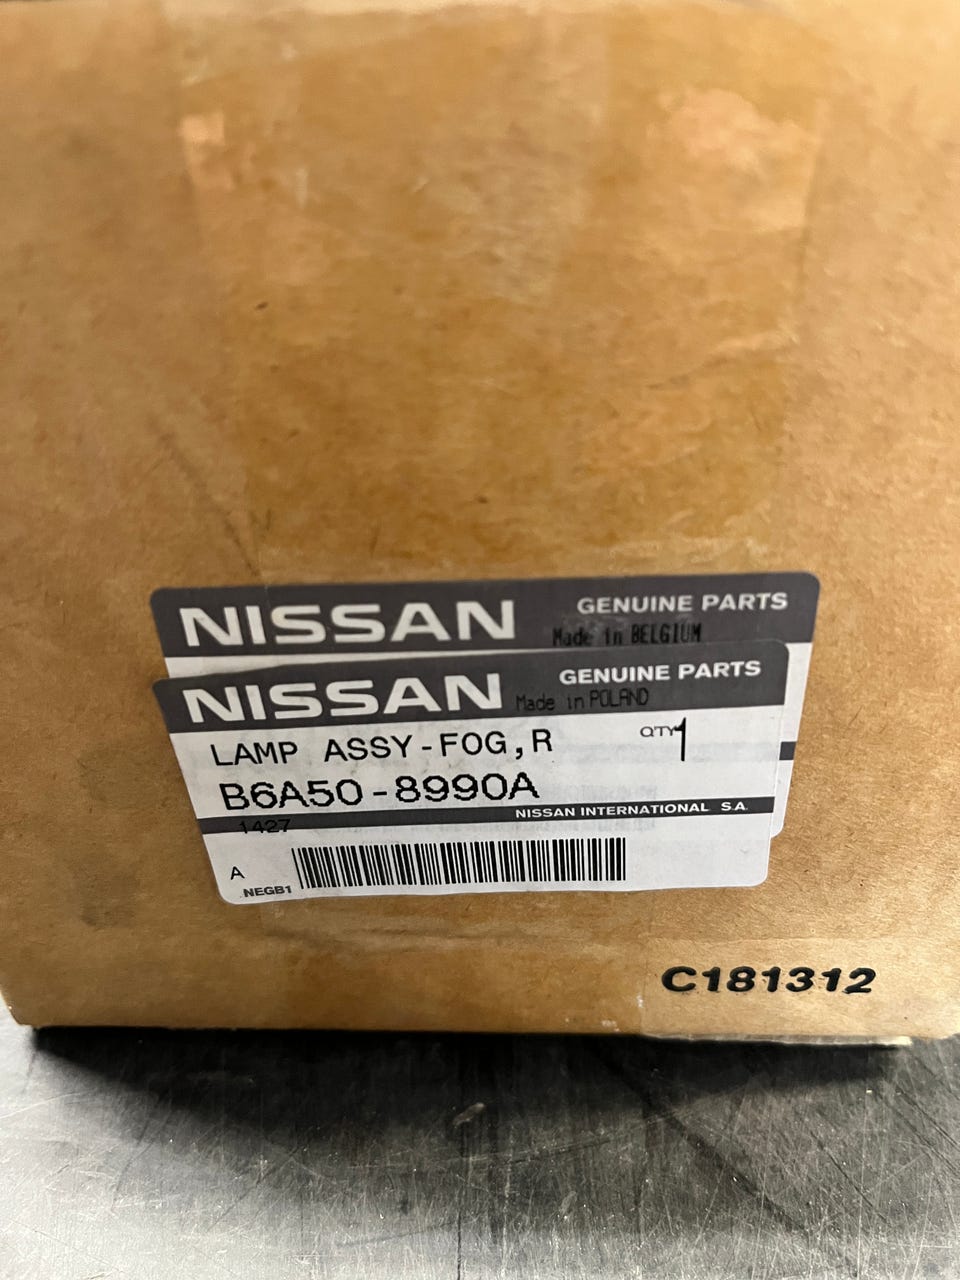 NISSAN GENUINE PARTS
Made in BELGIUM
NISSAN GENUINE PARTS
Made in POLAND
LAMP ASSY-FOG,R QTY 1
B6A50-8990A
NISSAN INTERNATIONAL S.A.
1427
A
NEGB1
C181312